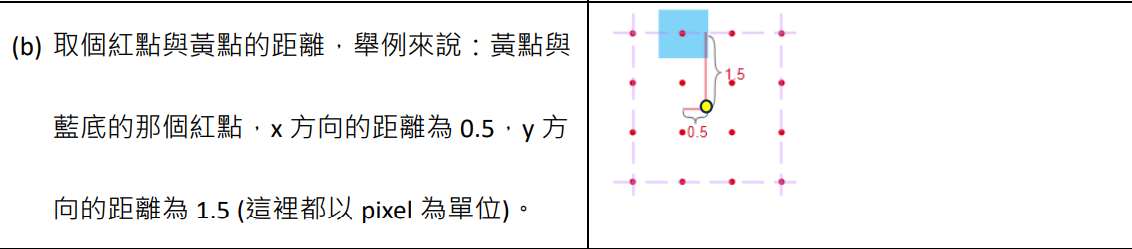 (b) 取個紅點與黃點的距離，舉例來說：黃點與
藍底的那個紅點，x 方向的距離為 0.5，y 方
向的距離為 1.5 (這裡都以 pixel 為單位)。
1.5
0.5